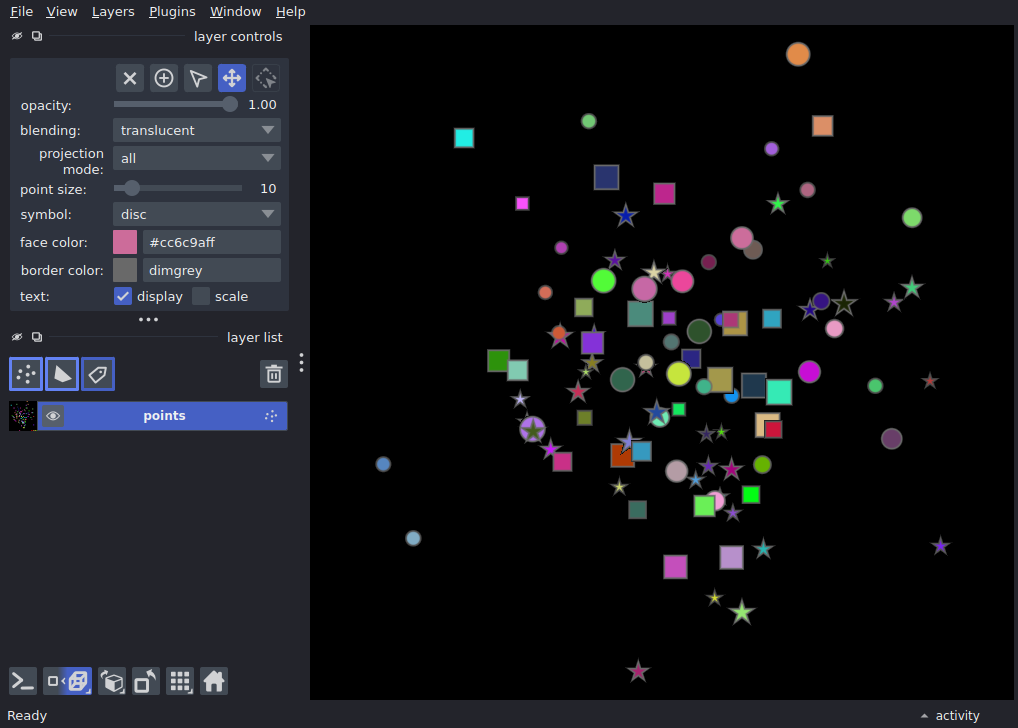 File View Layers Plugins Window Help
layer controls
opacity: 1.00
blending: translucent
projection mode: all
point size: 10
symbol: disc
face color: #cc6c9aff
border color: dimgrey
text: display scale
layer list
points
Ready
activity